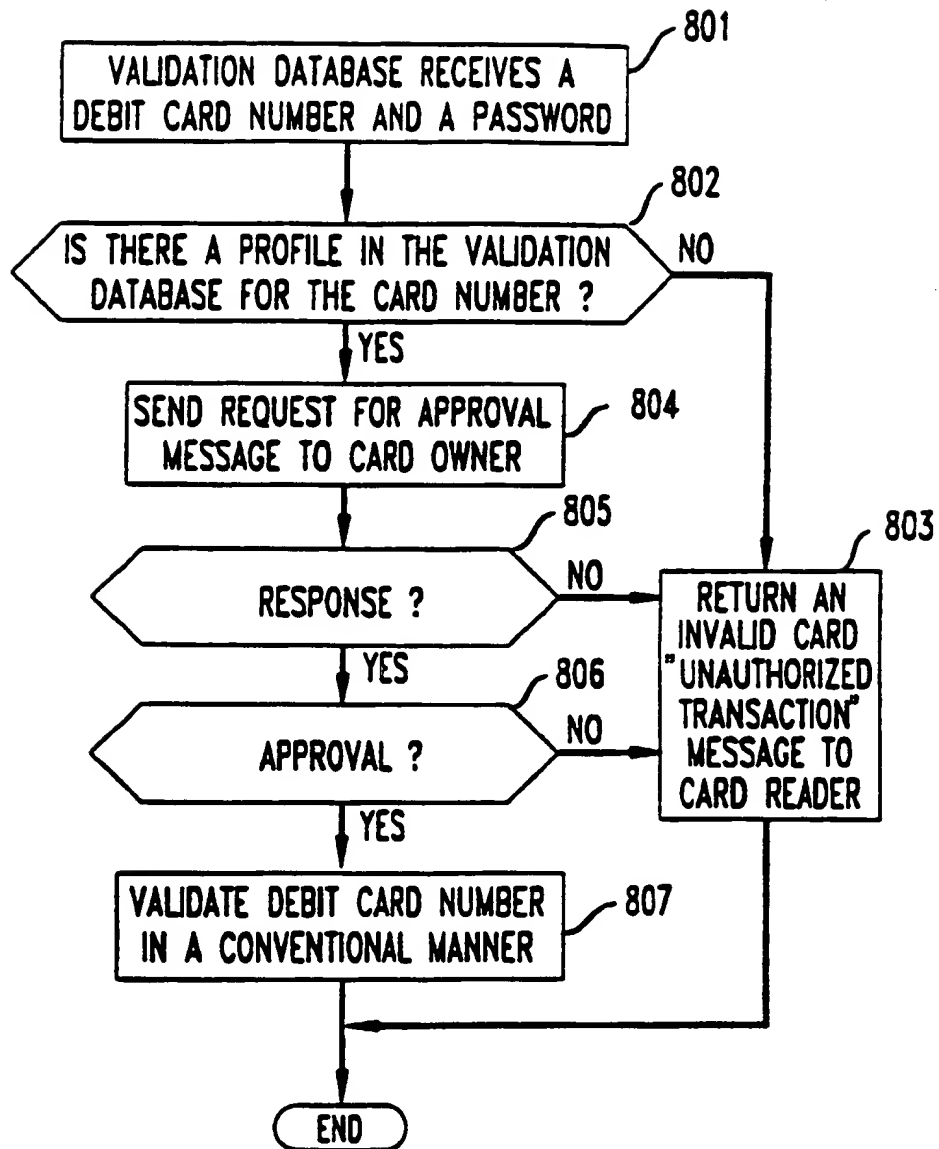 801
VALIDATION DATABASE RECEIVES A
DEBIT CARD NUMBER AND A PASSWORD
802
IS THERE A PROFILE IN THE VALIDATION
DATABASE FOR THE CARD NUMBER ?
NO
YES
SEND REQUEST FOR APPROVAL
MESSAGE TO CARD OWNER
804
805
RESPONSE ?
NO
YES
803
RETURN AN
INVALID CARD
"UNAUTHORIZED
TRANSACTION"
MESSAGE TO
CARD READER
806
APPROVAL ?
NO
YES
VALIDATE DEBIT CARD NUMBER
IN A CONVENTIONAL MANNER
807
END